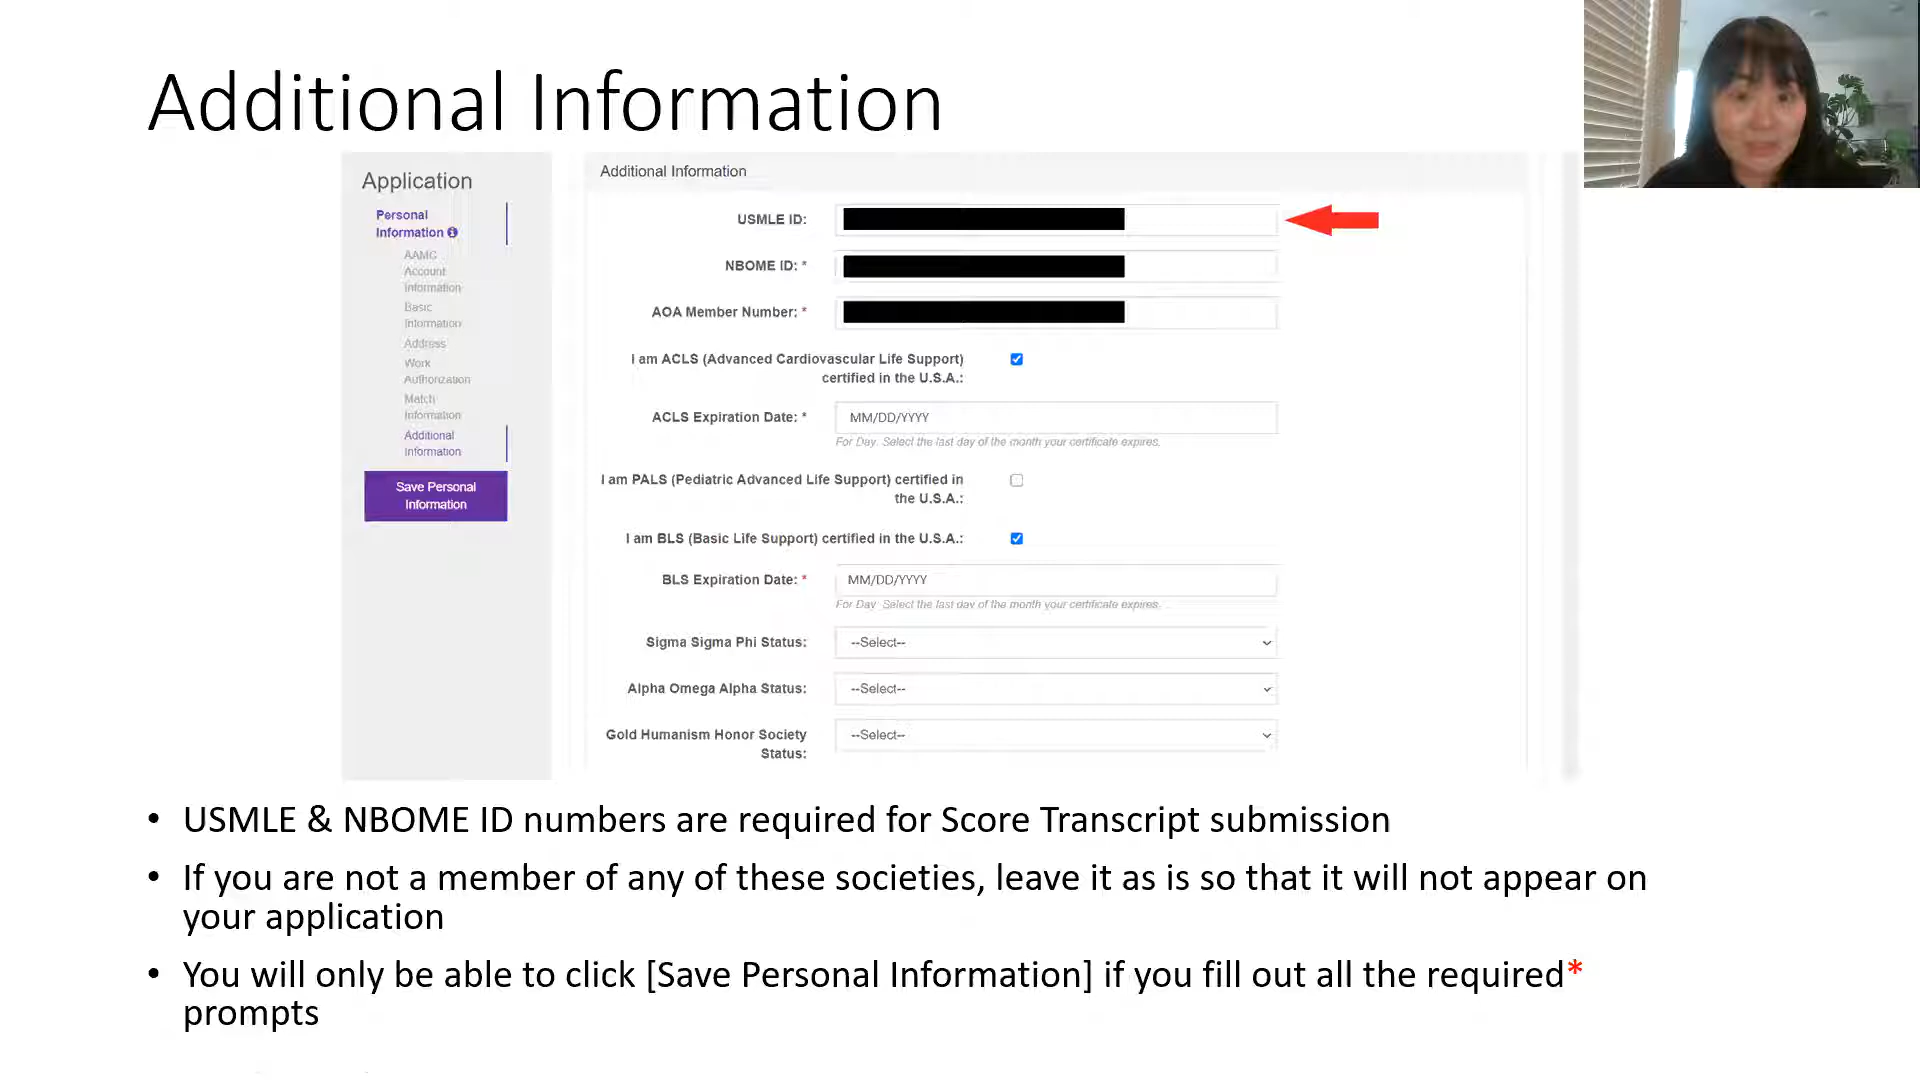 Additional Information
Application
Personal
Information
AAMC
Account
Information
Basic
Information
Address
Work
Authorization
Match
Information
Additional
Information
Save Personal
Information
Additional Information
USMLE ID:
NBOME ID: *
AOA Member Number: *
I am ACLS (Advanced Cardiovascular Life Support)
certified in the U.S.A.:
ACLS Expiration Date: *
MM/DD/YYYY
For Day: Select the last day of the month your certificate expires.
I am PALS (Pediatric Advanced Life Support) certified in
the U.S.A.:
I am BLS (Basic Life Support) certified in the U.S.A.:
BLS Expiration Date: *
MM/DD/YYYY
For Day: Select the last day of the month your certificate expires.
Sigma Sigma Phi Status:
--Select--
Alpha Omega Alpha Status:
--Select--
Gold Humanism Honor Society
Status:
--Select--
• USMLE & NBOME ID numbers are required for Score Transcript submission
• If you are not a member of any of these societies, leave it as is so that it will not appear on
your application
• You will only be able to click [Save Personal Information] if you fill out all the required*
prompts